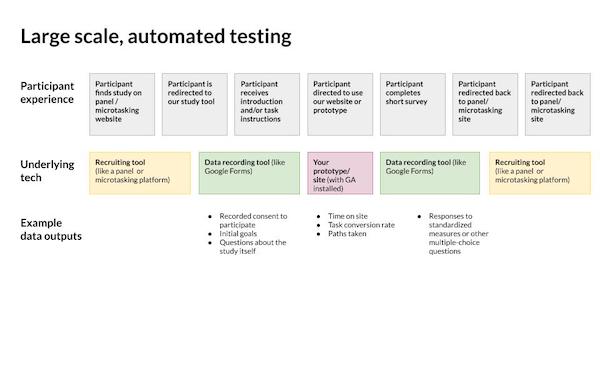 Large scale, automated testing
Participant
experience
Participant
finds study on
panel /
microtasking
website
Participant is
redirected to
our study tool
Participant
receives
introduction
and/or task
instructions
Participant
directed to use
our website or
prototype
Participant
completes
short survey
Participant
redirected back
to panel/
microtasking
site
Participant
redirected back
to panel/
microtasking
site
Underlying
tech
Recruiting tool
(like a panel or
microtasking platform)
Data recording tool (like
Google Forms)
Your
prototype/
site (with GA
installed)
Data recording tool (like
Google Forms)
Recruiting tool
(like a panel or
microtasking platform)
Example
data outputs
● Recorded consent to
participate
● Initial goals
● Questions about the
study itself
● Time on site
● Task conversion rate
● Paths taken
● Responses to
standardized
measures or other
multiple-choice
questions